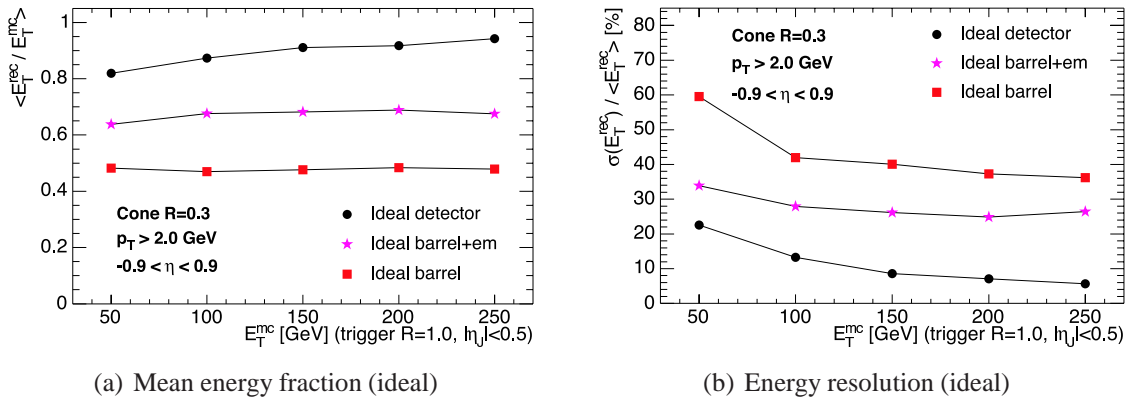 <E_T^rec / E_T^mc>
1
0.8
0.6
0.4
0.2
0
Cone R=0.3
p_T > 2.0 GeV
-0.9 < η < 0.9
Ideal detector
Ideal barrel+em
Ideal barrel
50 100 150 200 250
E_T^mc [GeV] (trigger R=1.0, |η_J|<0.5)
(a) Mean energy fraction (ideal)
σ(E_T^rec) / <E_T^rec> [%]
80
70
60
50
40
30
20
10
0
Cone R=0.3
p_T > 2.0 GeV
-0.9 < η < 0.9
Ideal detector
Ideal barrel+em
Ideal barrel
50 100 150 200 250
E_T^mc [GeV] (trigger R=1.0, |η_J|<0.5)
(b) Energy resolution (ideal)